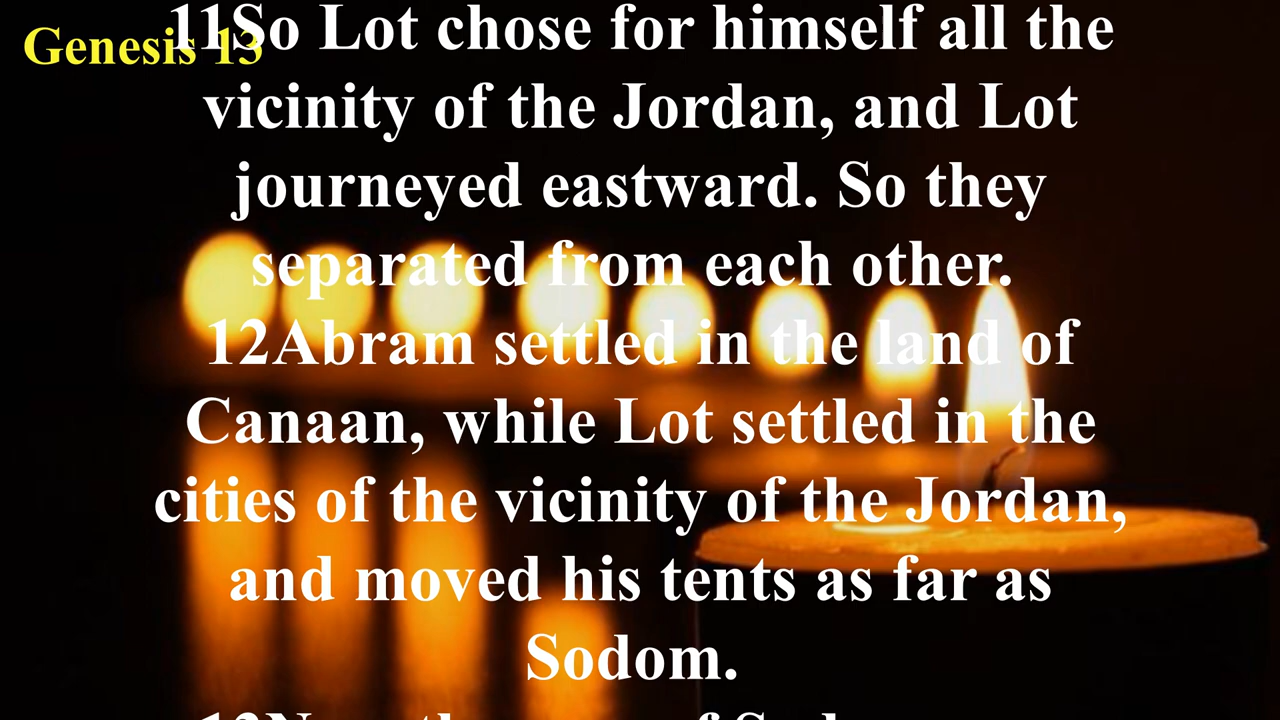 Genesis 13
11So Lot chose for himself all the
vicinity of the Jordan, and Lot
journeyed eastward. So they
separated from each other.
12Abram settled in the land of
Canaan, while Lot settled in the
cities of the vicinity of the Jordan,
and moved his tents as far as
Sodom.